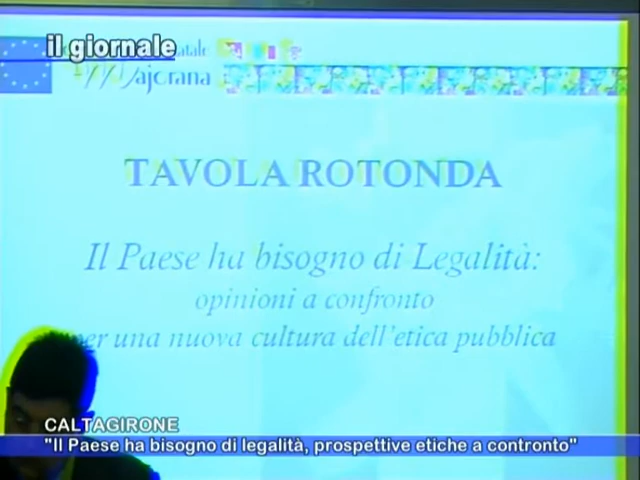 il giornale
Majorana
TAVOLA ROTONDA
Il Paese ha bisogno di Legalità:
opinioni a confronto
per una nuova cultura dell'etica pubblica
CALTAGIRONE
"Il Paese ha bisogno di legalità, prospettive etiche a contronto"